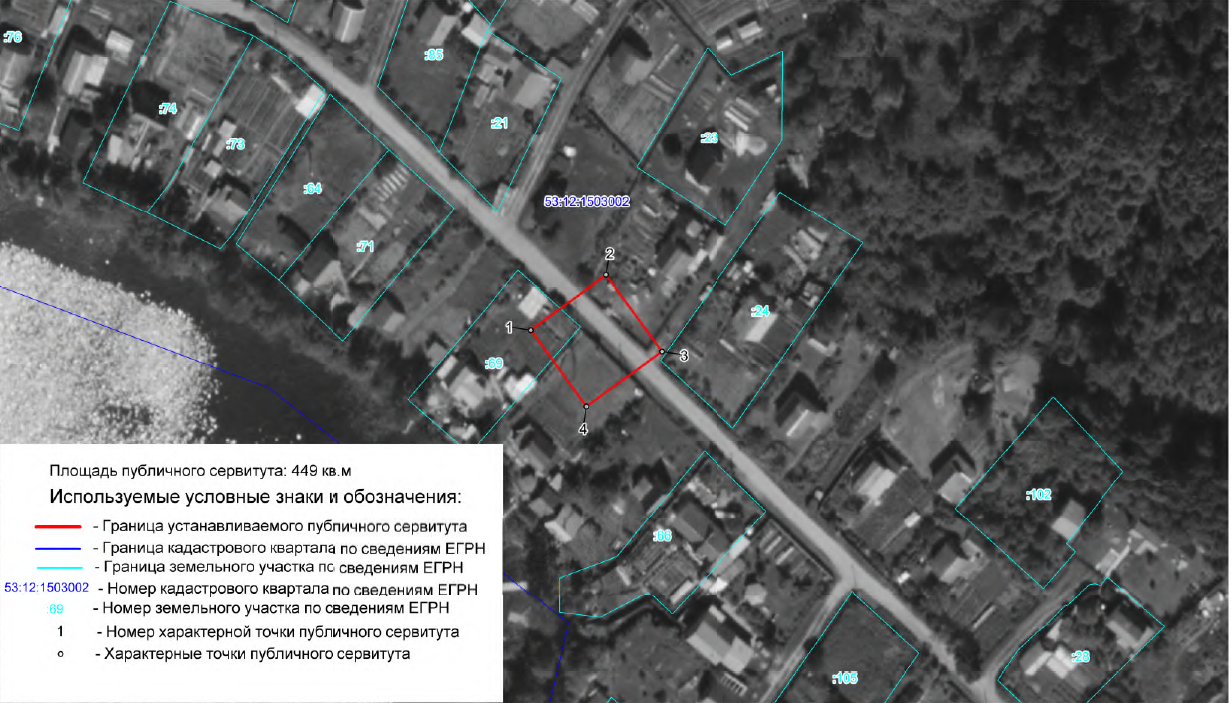 :76
:85
:74
:21
:73
:23
:64
53:12:1503002
:71
2
:24
1
3
:69
4
Площадь публичного сервитута: 449 кв.м
Используемые условные знаки и обозначения:
- Граница устанавливаемого публичного сервитута
- Граница кадастрового квартала по сведениям ЕГРН
- Граница земельного участка по сведениям ЕГРН
53:12:1503002 - Номер кадастрового квартала по сведениям ЕГРН
:69 - Номер земельного участка по сведениям ЕГРН
1 - Номер характерной точки публичного сервитута
- Характерные точки публичного сервитута
:102
:28
:105